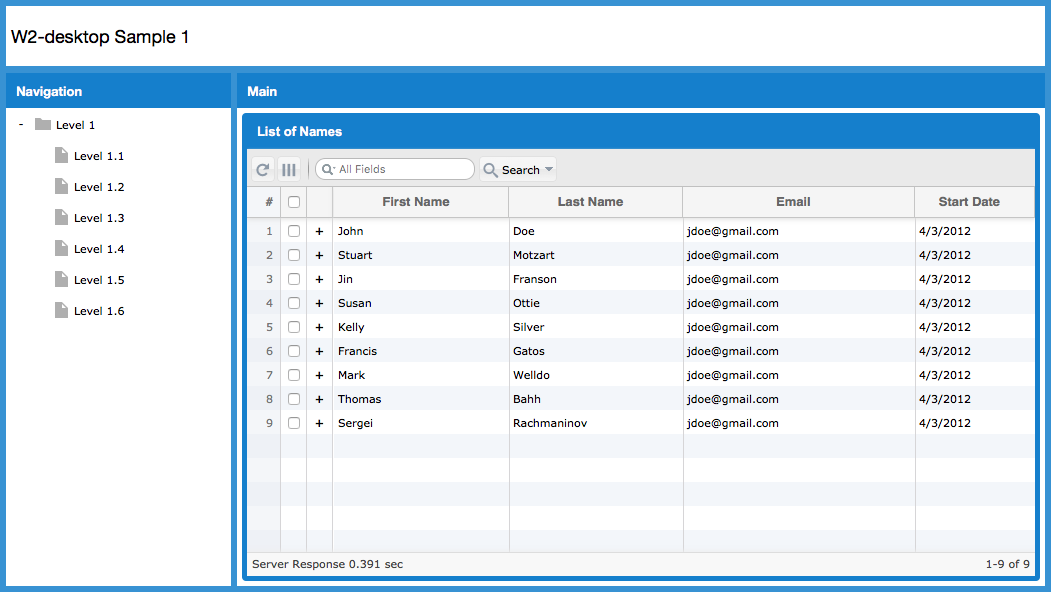 W2-desktop Sample 1
Navigation
- Level 1
Level 1.1
Level 1.2
Level 1.3
Level 1.4
Level 1.5
Level 1.6
Main
List of Names
All Fields Search
# First Name Last Name Email Start Date
1 + John Doe jdoe@gmail.com 4/3/2012
2 + Stuart Motzart jdoe@gmail.com 4/3/2012
3 + Jin Franson jdoe@gmail.com 4/3/2012
4 + Susan Ottie jdoe@gmail.com 4/3/2012
5 + Kelly Silver jdoe@gmail.com 4/3/2012
6 + Francis Gatos jdoe@gmail.com 4/3/2012
7 + Mark Welldo jdoe@gmail.com 4/3/2012
8 + Thomas Bahh jdoe@gmail.com 4/3/2012
9 + Sergei Rachmaninov jdoe@gmail.com 4/3/2012
Server Response 0.391 sec 1-9 of 9